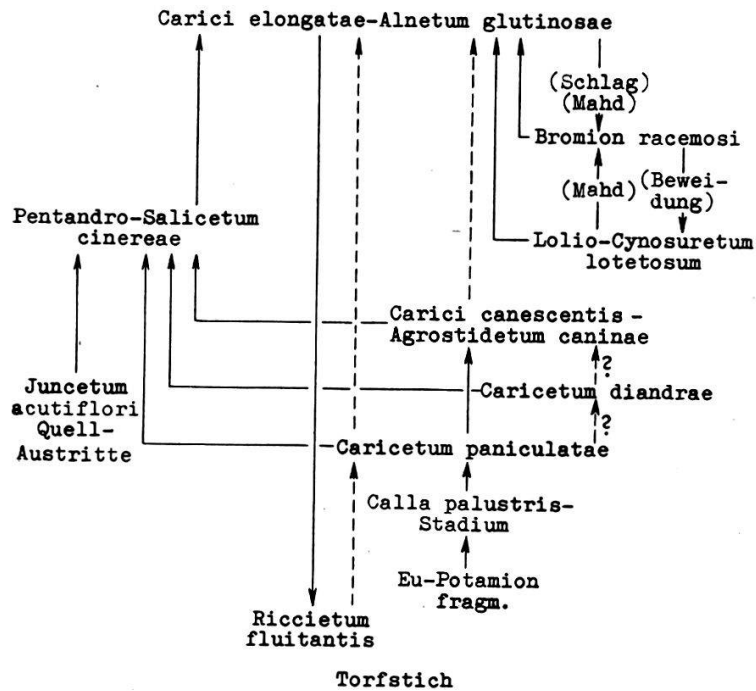 Carici elongatae-Alnetum glutinosae
(Schlag)
(Mahd)
Bromion racemosi
(Mahd)
(Bewei-
dung)
Pentandro-Salicetum
cinereae
Lolio-Cynosuretum
lotetosum
Carici canescentis-
Agrostidetum caninae
?
Juncetum
acutiflori
Quell-
Austritte
Caricetum diandrae
?
Caricetum paniculatae
Calla palustris-
Stadium
Eu-Potamion
fragm.
Riccietum
fluitantis
Torfstich